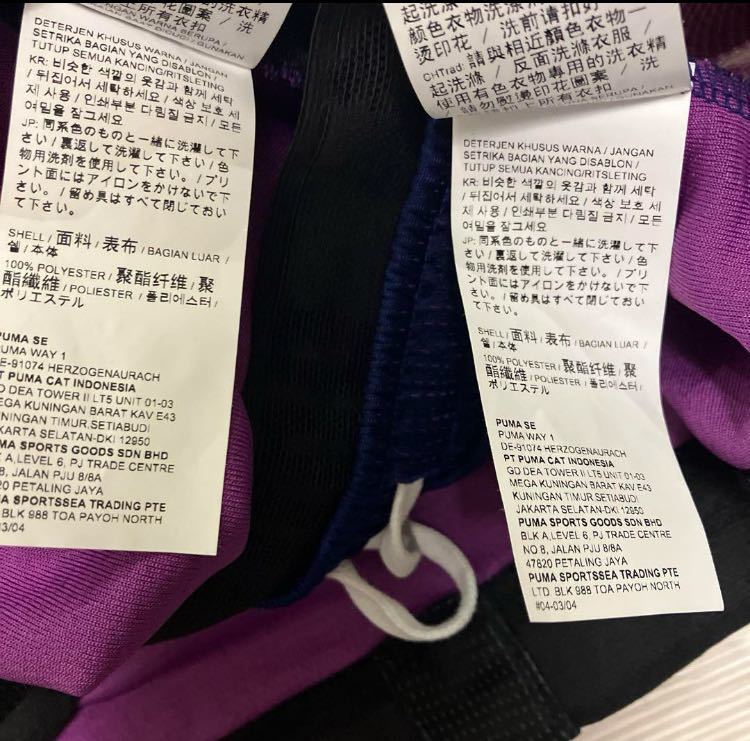 DETERJEN KHUSUS WARNA / JANGAN
SETRIKA BAGIAN YANG DISABLON /
TUTUP SEMUA KANCING/RITSLETING
KR: 비슷한 색깔의 옷감과 함께 세탁
/ 뒤집어서 세탁하세요 / 색상 보호 세
제 사용 / 인쇄부분 다림질 금지 / 모든
여밈을 잠그세요
JP: 同系色のものと一緒に洗濯して下
さい / 裏返して洗濯して下さい / 色
物用洗剤を使用して下さい。/ プリ
ント面にはアイロンをかけないで下
さい。/ 留め具はすべて閉じておい
て下さい。
SHELL / 面料 / 表布 / BAGIAN LUAR /
쉘 / 本体
100% POLYESTER / 聚酯纤维 / 聚
酯纖維 / POLIESTER / 폴리에스터 /
ポリエステル
PUMA SE
PUMA WAY 1
DE-91074 HERZOGENAURACH
PT PUMA CAT INDONESIA
GD DEA TOWER II LT5 UNIT 01-03
MEGA KUNINGAN BARAT KAV E43
KUNINGAN TIMUR,SETIABUDI
JAKARTA SELATAN-DKI 12950
PUMA SPORTS GOODS SDN BHD
A,LEVEL 6, PJ TRADE CENTRE
8, JALAN PJU 8/8A
PETALING JAYA
PUMA SPORTSSEA TRADING PTE
BLK 988 TOA PAYOH NORTH
03/04
起洗滌
颜色衣物洗涤
烫印花 / 洗前请扣好
CHTrad: 請與相近顏色衣物一
起洗滌 / 反面洗滌衣服 /
使用有色衣物專用的洗衣精
/ 請勿熨燙印花圖案 / 洗
DETERJEN KHUSUS WARNA / JANGAN
SETRIKA BAGIAN YANG DISABLON /
TUTUP SEMUA KANCING/RITSLETING
KR: 비슷한 색깔의 옷감과 함께 세탁
/ 뒤집어서 세탁하세요 / 색상 보호 세
제 사용 / 인쇄부분 다림질 금지 / 모든
여밈을 잠그세요
JP: 同系色のものと一緒に洗濯して下
さい / 裏返して洗濯して下さい / 色
物用洗剤を使用して下さい。/ プリ
ント面にはアイロンをかけないで下
さい。/ 留め具はすべて閉じておい
て下さい。
SHELL / 面料 / 表布 / BAGIAN LUAR /
쉘 / 本体
100% POLYESTER / 聚酯纤维 / 聚
酯纖維 / POLIESTER / 폴리에스터 /
ポリエステル
PUMA SE
PUMA WAY 1
DE-91074 HERZOGENAURACH
PT PUMA CAT INDONESIA
GD DEA TOWER II LT5 UNIT 01-03
MEGA KUNINGAN BARAT KAV E43
KUNINGAN TIMUR,SETIABUDI
JAKARTA SELATAN-DKI 12950
PUMA SPORTS GOODS SDN BHD
BLK A,LEVEL 6, PJ TRADE CENTRE
NO.8, JALAN PJU 8/8A
47820 PETALING JAYA
PUMA SPORTSSEA TRADING PTE
LTD BLK 988 TOA PAYOH NORTH
#04-03/04